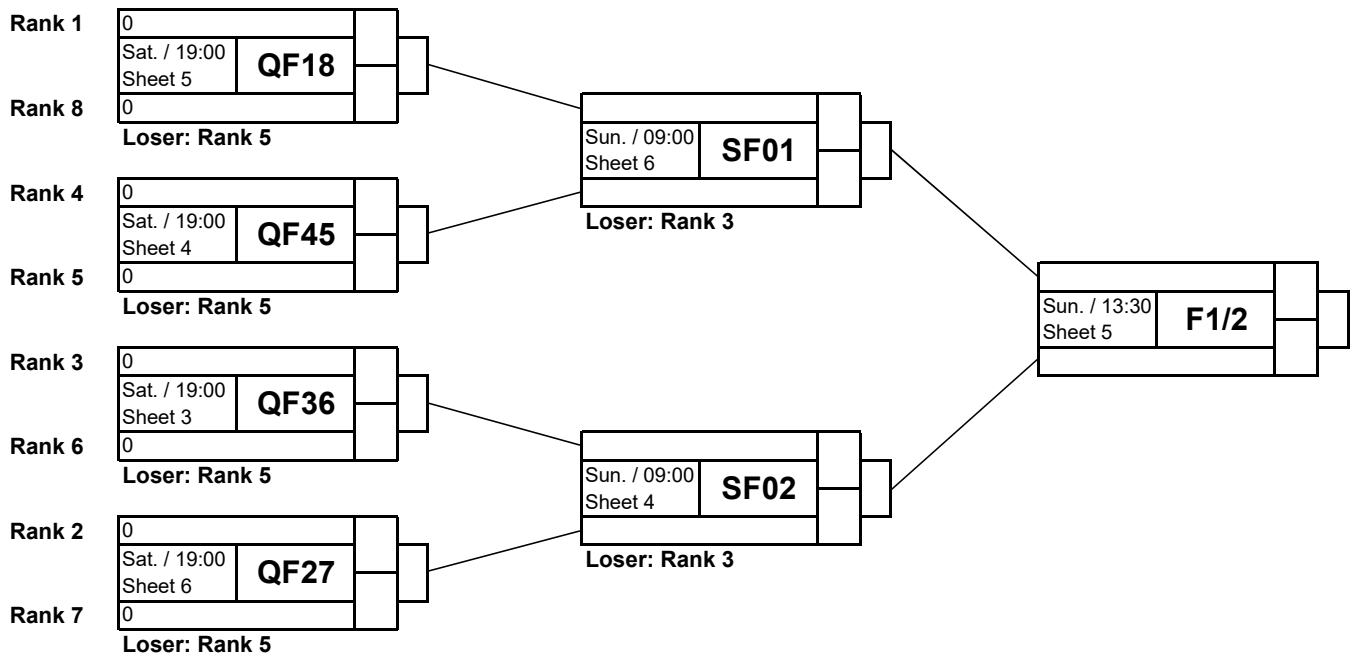 Rank 1
0
Sat. / 19:00
Sheet 5
QF18
Rank 8
0
Loser: Rank 5
Rank 4
0
Sat. / 19:00
Sheet 4
QF45
Rank 5
0
Loser: Rank 5
Rank 3
0
Sat. / 19:00
Sheet 3
QF36
Rank 6
0
Loser: Rank 5
Rank 2
0
Sat. / 19:00
Sheet 6
QF27
Rank 7
0
Loser: Rank 5
Sun. / 09:00
Sheet 6
SF01
Loser: Rank 3
Sun. / 09:00
Sheet 4
SF02
Loser: Rank 3
Sun. / 13:30
Sheet 5
F1/2